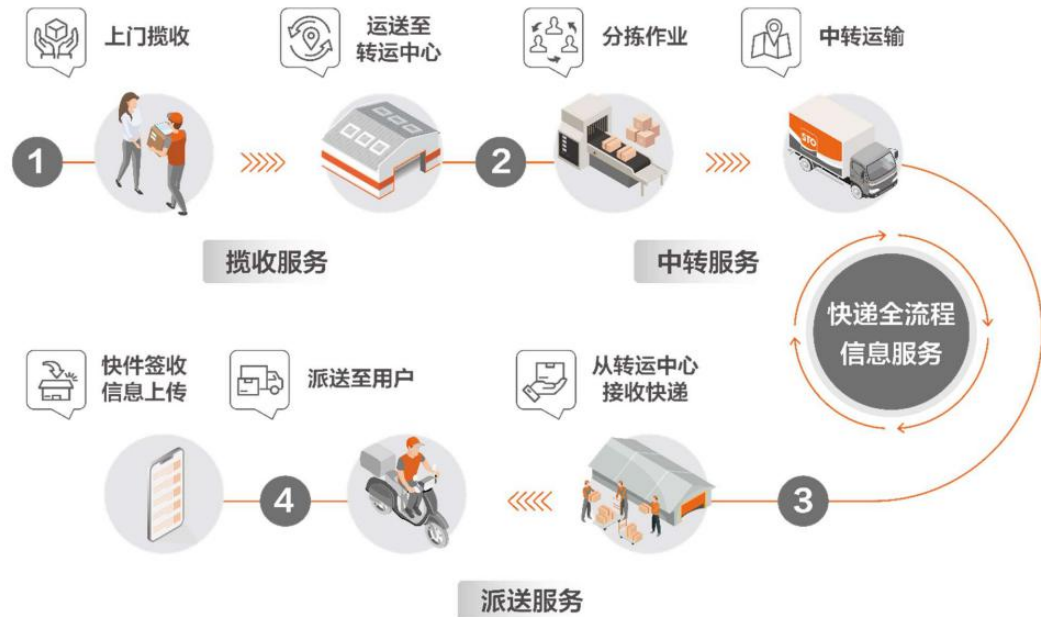 上门揽收
运送至
转运中心
分拣作业
中转运输
1
2
STO
揽收服务
中转服务
快递全流程
信息服务
快件签收
信息上传
派送至用户
从转运中心
接收快递
4
3
派送服务